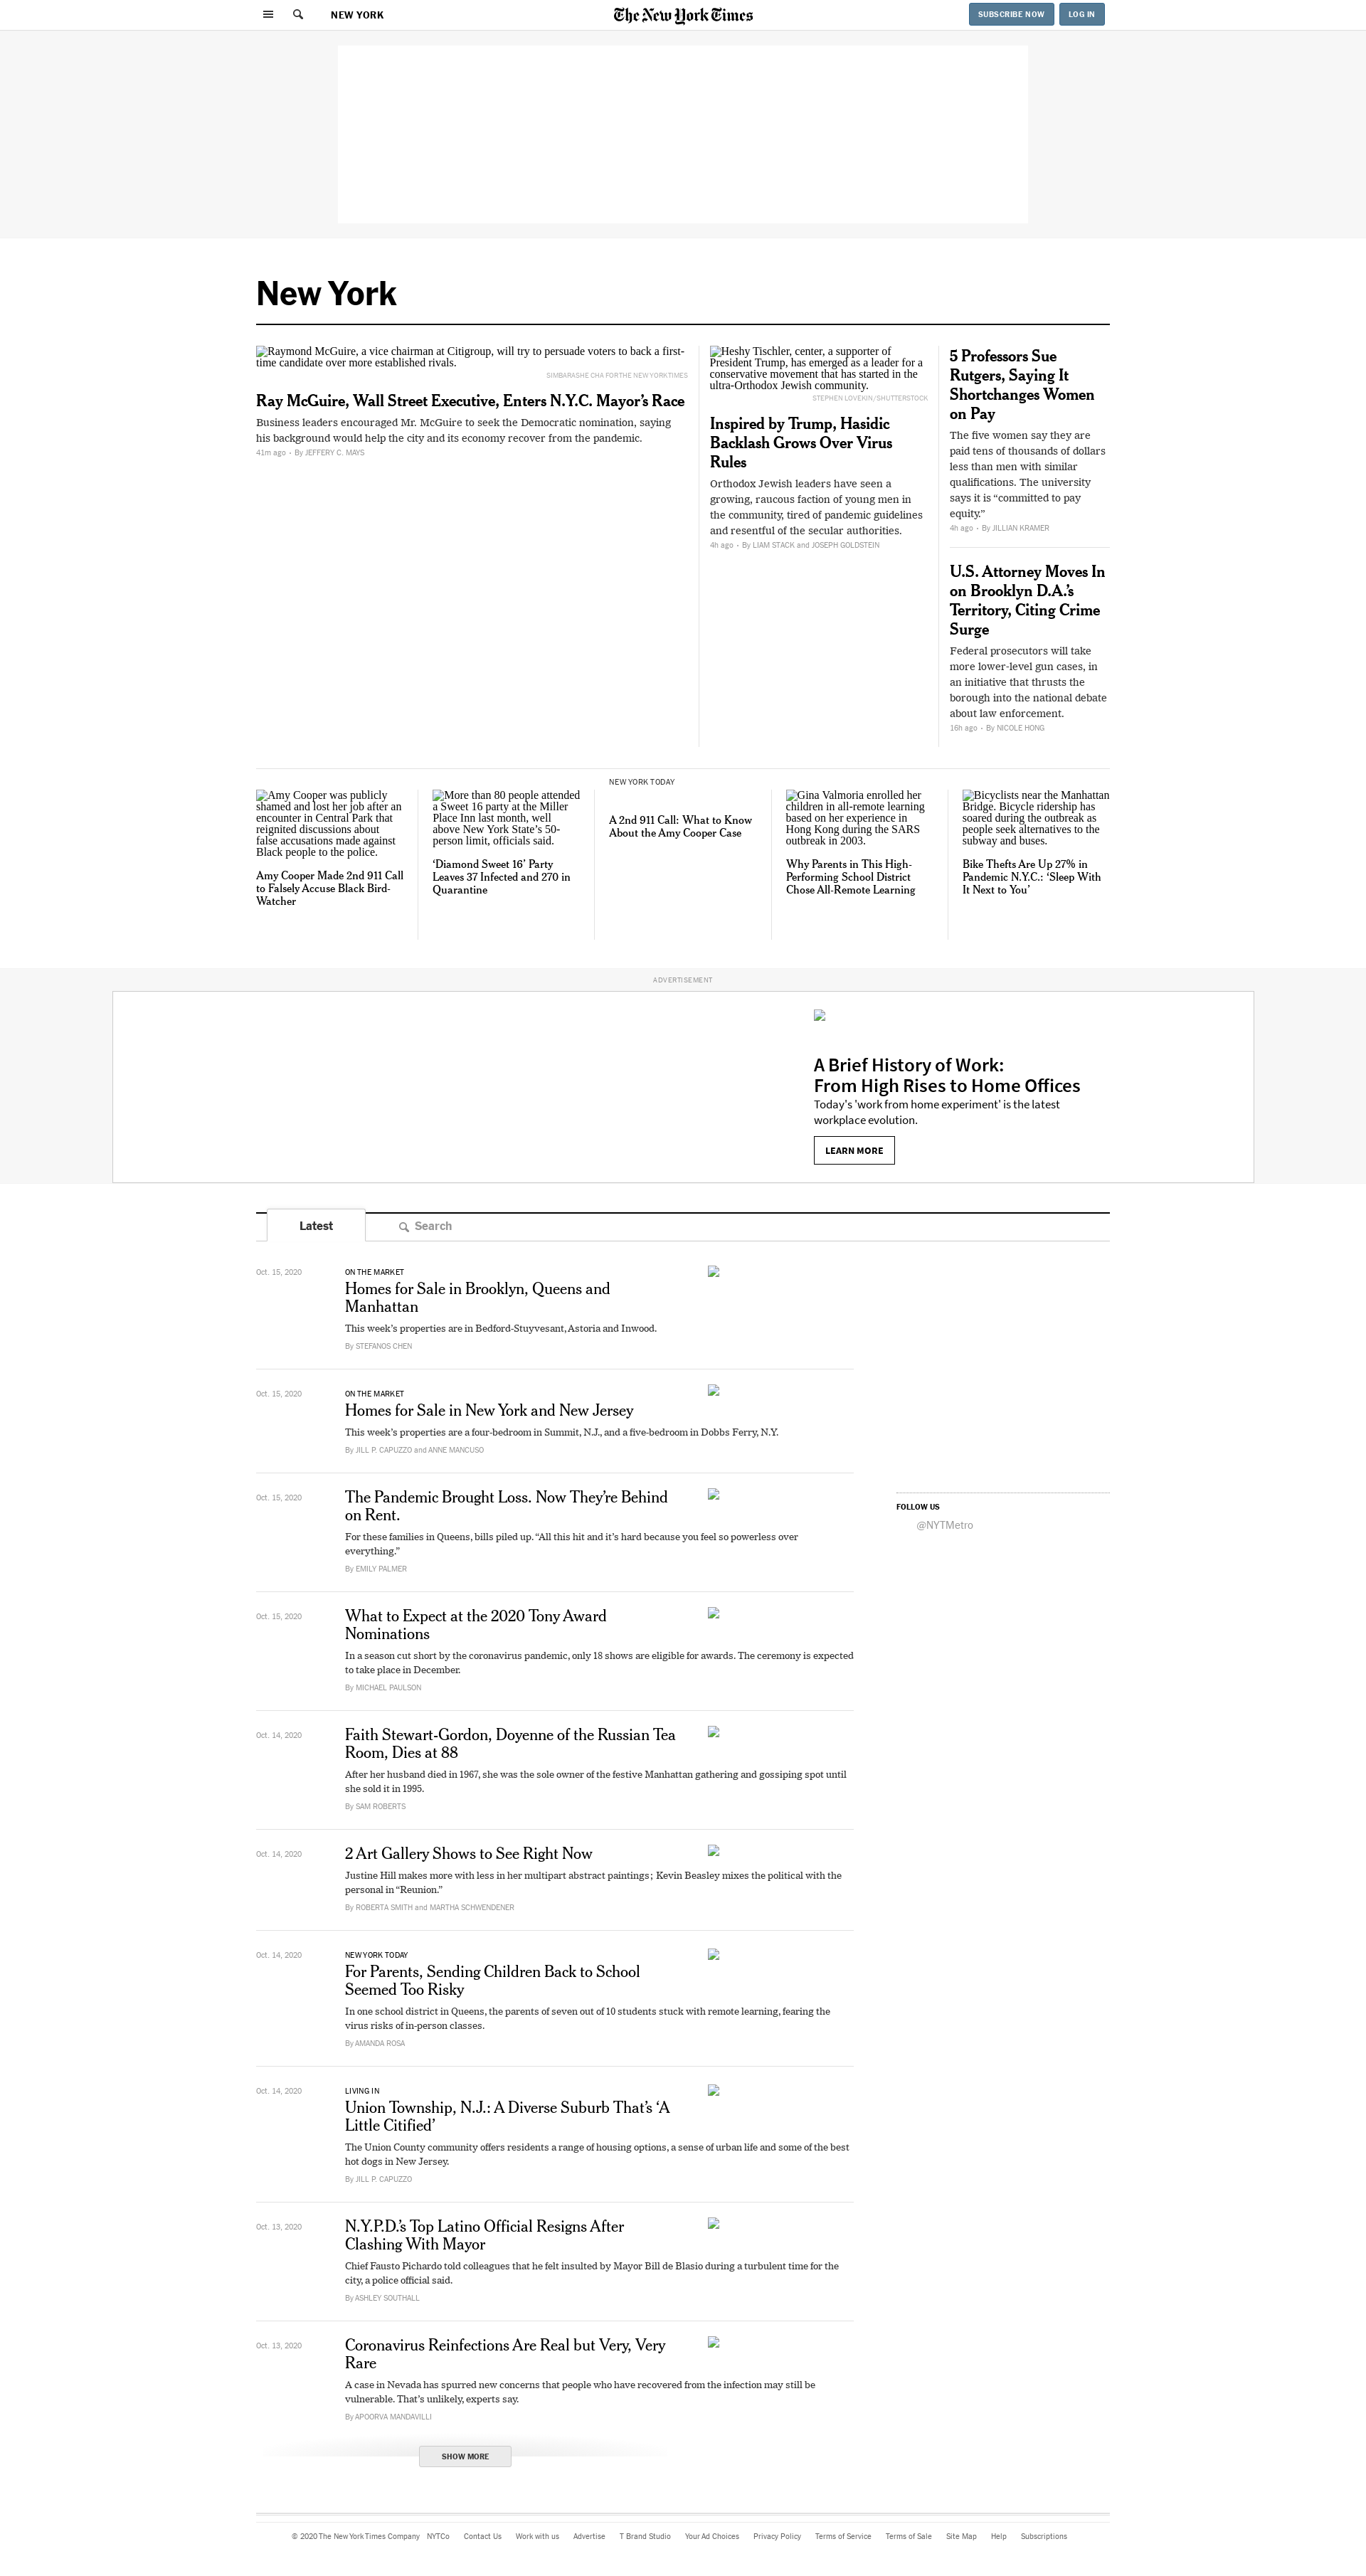 NEW YORK
The New York Times
SUBSCRIBE NOW
LOG IN
New York
Raymond McGuire, a vice chairman at Citigroup, will try to persuade voters to back a first-
time candidate over more established rivals.
SIMBARASHE CHA FOR THE NEW YORK TIMES
Ray McGuire, Wall Street Executive, Enters N.Y.C. Mayor’s Race
Business leaders encouraged Mr. McGuire to seek the Democratic nomination, saying
his background would help the city and its economy recover from the pandemic.
41m ago • By JEFFERY C. MAYS
Heshy Tischler, center, a supporter of
President Trump, has emerged as a leader for a
conservative movement that has started in the
ultra-Orthodox Jewish community.
STEPHEN LOVEKIN/SHUTTERSTOCK
Inspired by Trump, Hasidic
Backlash Grows Over Virus
Rules
Orthodox Jewish leaders have seen a
growing, raucous faction of young men in
the community, tired of pandemic guidelines
and resentful of the secular authorities.
4h ago • By LIAM STACK and JOSEPH GOLDSTEIN
5 Professors Sue
Rutgers, Saying It
Shortchanges Women
on Pay
The five women say they are
paid tens of thousands of dollars
less than men with similar
qualifications. The university
says it is “committed to pay
equity.”
4h ago • By JILLIAN KRAMER
U.S. Attorney Moves In
on Brooklyn D.A.’s
Territory, Citing Crime
Surge
Federal prosecutors will take
more lower-level gun cases, in
an initiative that thrusts the
borough into the national debate
about law enforcement.
16h ago • By NICOLE HONG
Amy Cooper was publicly
shamed and lost her job after an
encounter in Central Park that
reignited discussions about
false accusations made against
Black people to the police.
Amy Cooper Made 2nd 911 Call
to Falsely Accuse Black Bird-
Watcher
More than 80 people attended
a Sweet 16 party at the Miller
Place Inn last month, well
above New York State’s 50-
person limit, officials said.
‘Diamond Sweet 16’ Party
Leaves 37 Infected and 270 in
Quarantine
NEW YORK TODAY
A 2nd 911 Call: What to Know
About the Amy Cooper Case
Gina Valmoria enrolled her
children in all-remote learning
based on her experience in
Hong Kong during the SARS
outbreak in 2003.
Why Parents in This High-
Performing School District
Chose All-Remote Learning
Bicyclists near the Manhattan
Bridge. Bicycle ridership has
soared during the outbreak as
people seek alternatives to the
subway and buses.
Bike Thefts Are Up 27% in
Pandemic N.Y.C.: ‘Sleep With
It Next to You’
ADVERTISEMENT
A Brief History of Work:
From High Rises to Home Offices
Today's 'work from home experiment' is the latest
workplace evolution.
LEARN MORE
Latest
Search
Oct. 15, 2020
ON THE MARKET
Homes for Sale in Brooklyn, Queens and
Manhattan
This week’s properties are in Bedford-Stuyvesant, Astoria and Inwood.
By STEFANOS CHEN
Oct. 15, 2020
ON THE MARKET
Homes for Sale in New York and New Jersey
This week’s properties are a four-bedroom in Summit, N.J., and a five-bedroom in Dobbs Ferry, N.Y.
By JILL P. CAPUZZO and ANNE MANCUSO
Oct. 15, 2020
The Pandemic Brought Loss. Now They’re Behind
on Rent.
For these families in Queens, bills piled up. “All this hit and it’s hard because you feel so powerless over
everything.”
By EMILY PALMER
FOLLOW US
@NYTMetro
Oct. 15, 2020
What to Expect at the 2020 Tony Award
Nominations
In a season cut short by the coronavirus pandemic, only 18 shows are eligible for awards. The ceremony is expected
to take place in December.
By MICHAEL PAULSON
Oct. 14, 2020
Faith Stewart-Gordon, Doyenne of the Russian Tea
Room, Dies at 88
After her husband died in 1967, she was the sole owner of the festive Manhattan gathering and gossiping spot until
she sold it in 1995.
By SAM ROBERTS
Oct. 14, 2020
2 Art Gallery Shows to See Right Now
Justine Hill makes more with less in her multipart abstract paintings; Kevin Beasley mixes the political with the
personal in “Reunion.”
By ROBERTA SMITH and MARTHA SCHWENDENER
Oct. 14, 2020
NEW YORK TODAY
For Parents, Sending Children Back to School
Seemed Too Risky
In one school district in Queens, the parents of seven out of 10 students stuck with remote learning, fearing the
virus risks of in-person classes.
By AMANDA ROSA
Oct. 14, 2020
LIVING IN
Union Township, N.J.: A Diverse Suburb That’s ‘A
Little Citified’
The Union County community offers residents a range of housing options, a sense of urban life and some of the best
hot dogs in New Jersey.
By JILL P. CAPUZZO
Oct. 13, 2020
N.Y.P.D.’s Top Latino Official Resigns After
Clashing With Mayor
Chief Fausto Pichardo told colleagues that he felt insulted by Mayor Bill de Blasio during a turbulent time for the
city, a police official said.
By ASHLEY SOUTHALL
Oct. 13, 2020
Coronavirus Reinfections Are Real but Very, Very
Rare
A case in Nevada has spurred new concerns that people who have recovered from the infection may still be
vulnerable. That’s unlikely, experts say.
By APOORVA MANDAVILLI
SHOW MORE
© 2020 The New York Times Company NYTCo Contact Us Work with us Advertise T Brand Studio Your Ad Choices Privacy Policy Terms of Service Terms of Sale Site Map Help Subscriptions